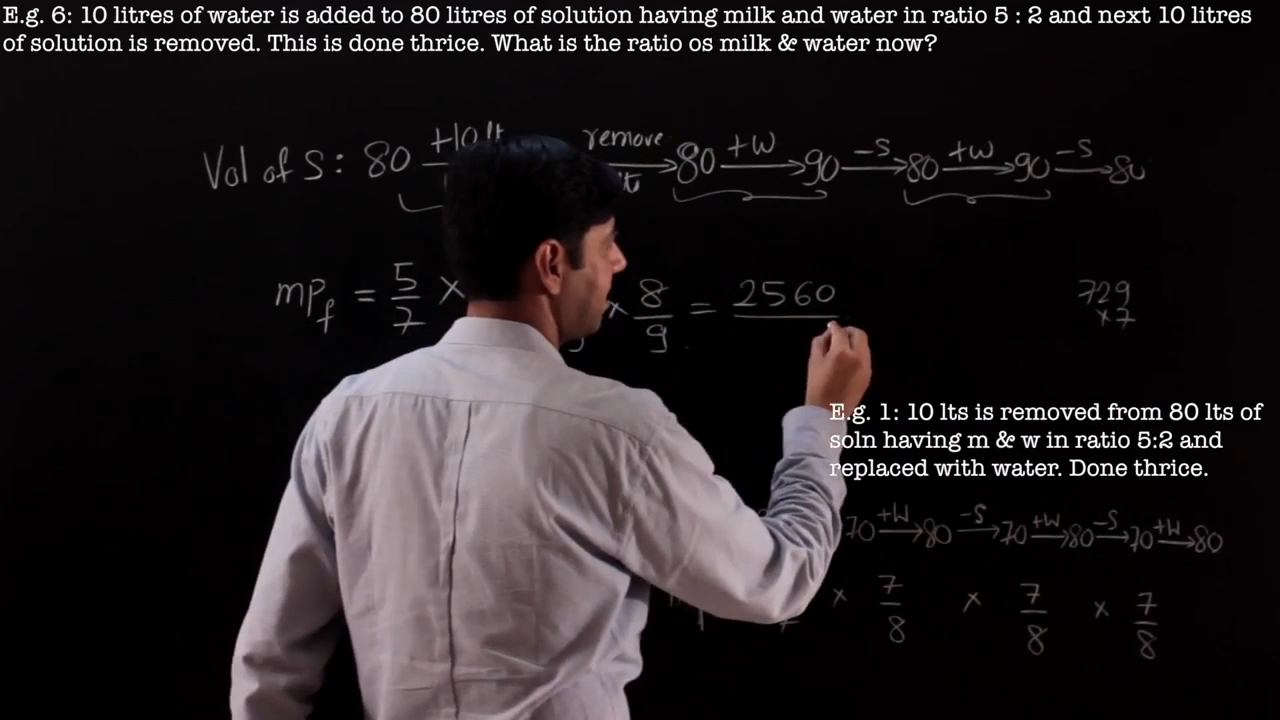 E.g. 6: 10 litres of water is added to 80 litres of solution having milk and water in ratio 5 : 2 and next 10 litres
of solution is removed. This is done thrice. What is the ratio os milk & water now?
Vol of S: 80 +10 lt remove lt 80 +W 90 -S 80 +W 90 -S 80
mPf = 5/7 × × 8/9 = 2560
729
×7
E.g. 1: 10 lts is removed from 80 lts of
soln having m & w in ratio 5:2 and
replaced with water. Done thrice.
70 +W 80 -S 70 +W 80 -S 70 +W 80
× 7/8 × 7/8 × 7/8